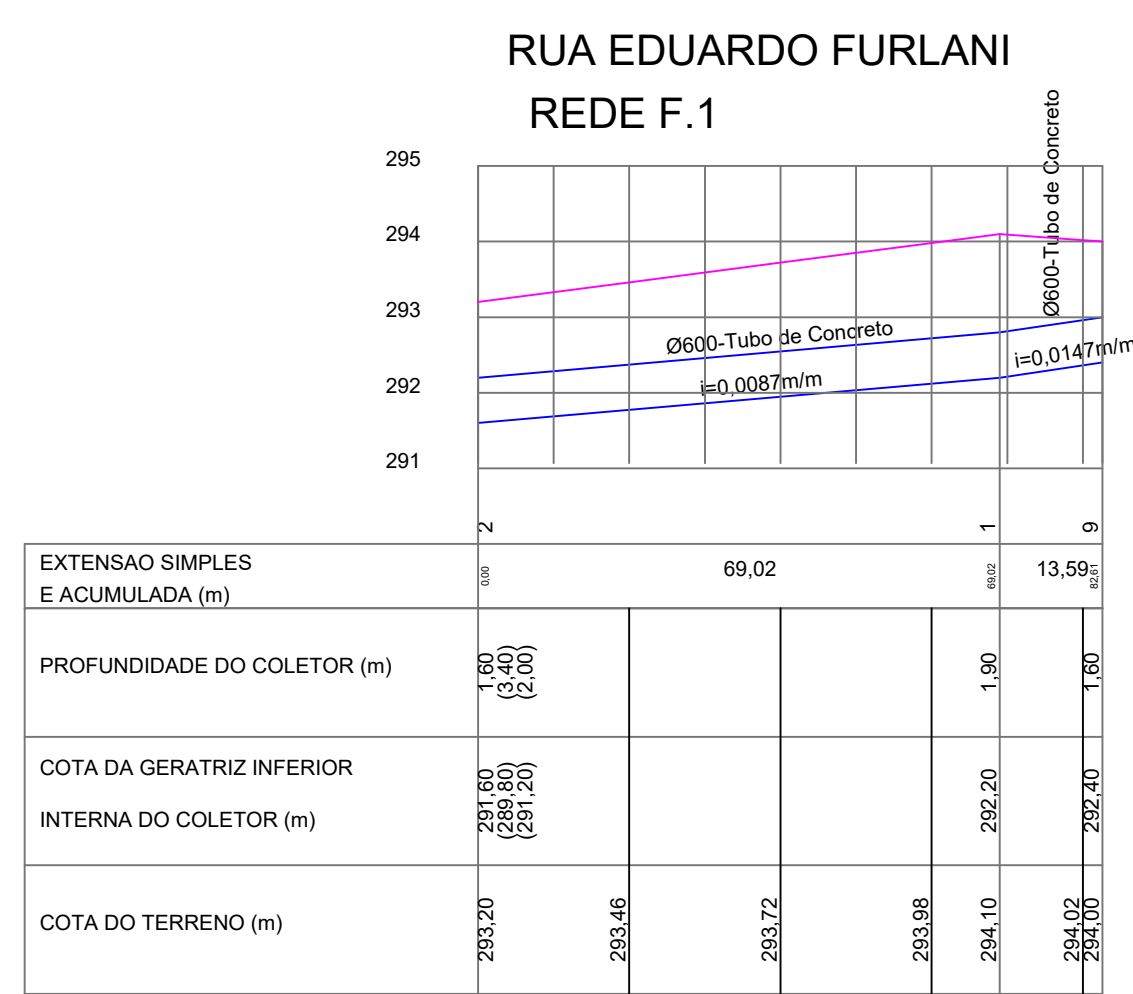 RUA EDUARDO FURLANI
REDE F.1
295
294
293
292
291
Ø600-Tubo de Concreto
i=0,0087m/m
Ø600-Tubo de Concreto
i=0,0147m/m
2
1
9
EXTENSAO SIMPLES
E ACUMULADA (m)
0,00
69,02
69,02
13,59
82,61
PROFUNDIDADE DO COLETOR (m)
1,60
(3,40)
(2,00)
1,90
1,60
COTA DA GERATRIZ INFERIOR
INTERNA DO COLETOR (m)
291,60
(289,80)
(291,20)
292,20
292,40
COTA DO TERRENO (m)
293,20
293,46
293,72
293,98
294,10
294,02
294,00